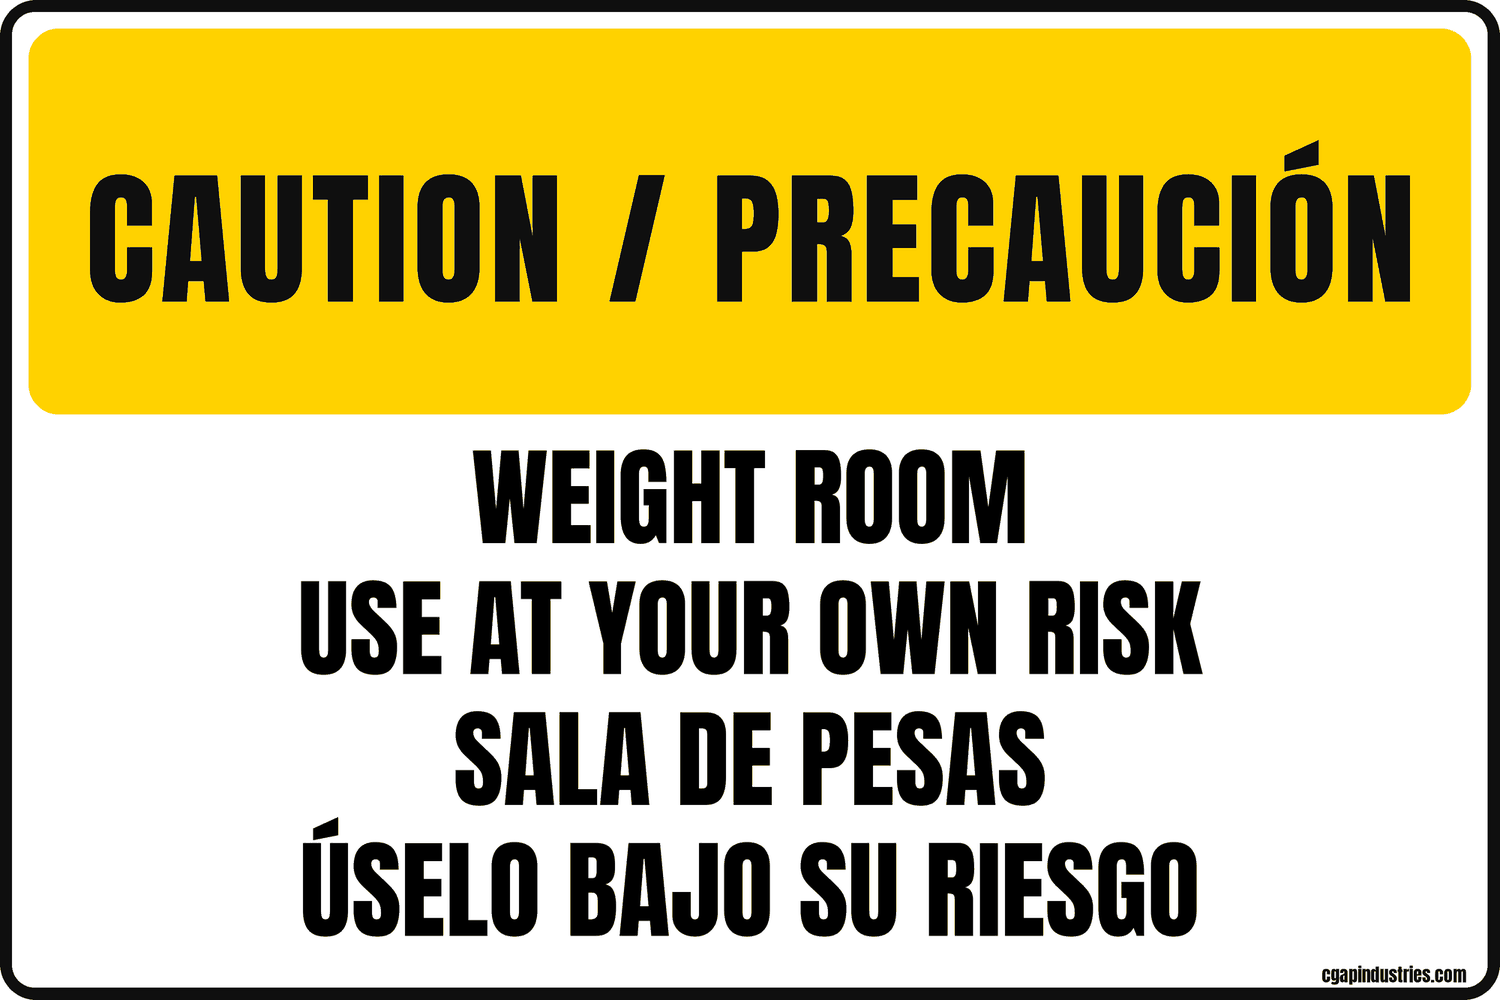 CAUTION / PRECAUCIÓN
WEIGHT ROOM
USE AT YOUR OWN RISK
SALA DE PESAS
ÚSELO BAJO SU RIESGO
cgapindustries.com